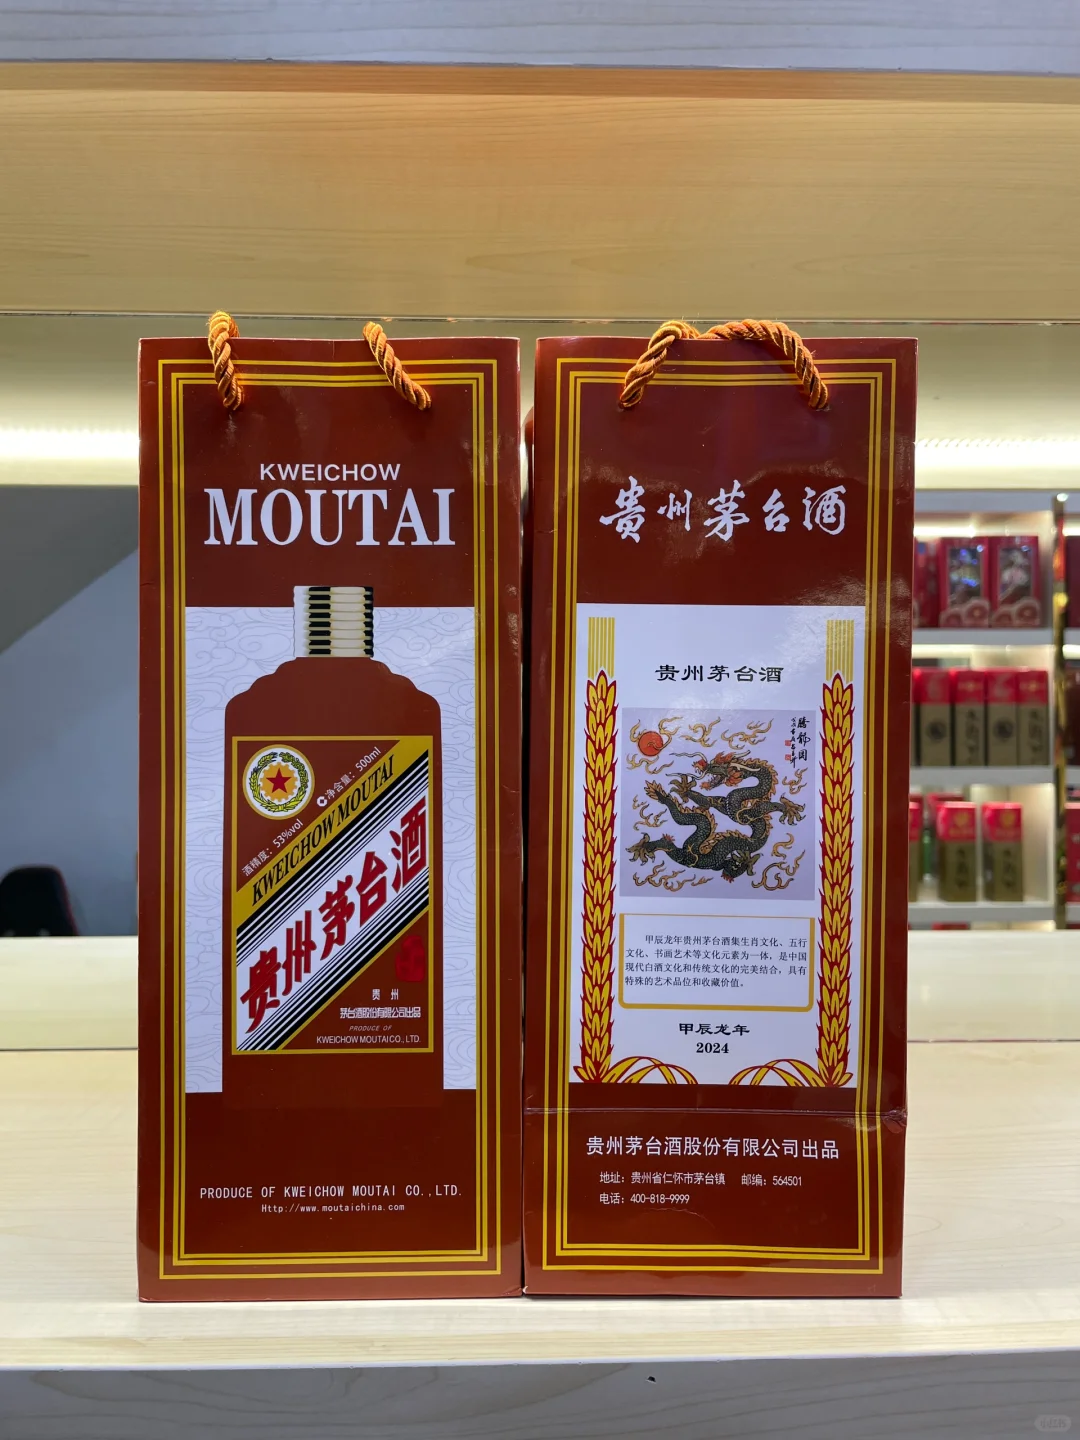 KWEICHOW
MOUTAI
净含量：500ml
酒精度：53%vol
KWEICHOW MOUTAI
贵州茅台酒
贵 州
茅台酒股份有限公司出品
PRODUCE OF
KWEICHOW MOUTAI CO., LTD.
PRODUCE OF KWEICHOW MOUTAI CO.,LTD.
Http://www.moutaichina.com
贵州茅台酒
贵州茅台酒
腾龙图
甲辰龙年贵州茅台酒集生肖文化、五行
文化、书画艺术等文化元素为一体，是中国
现代白酒文化和传统文化的完美结合，具有
特殊的艺术品位和收藏价值。
甲辰龙年
2024
贵州茅台酒股份有限公司出品
地址：贵州省仁怀市茅台镇 邮编：564501
电话：400-818-9999